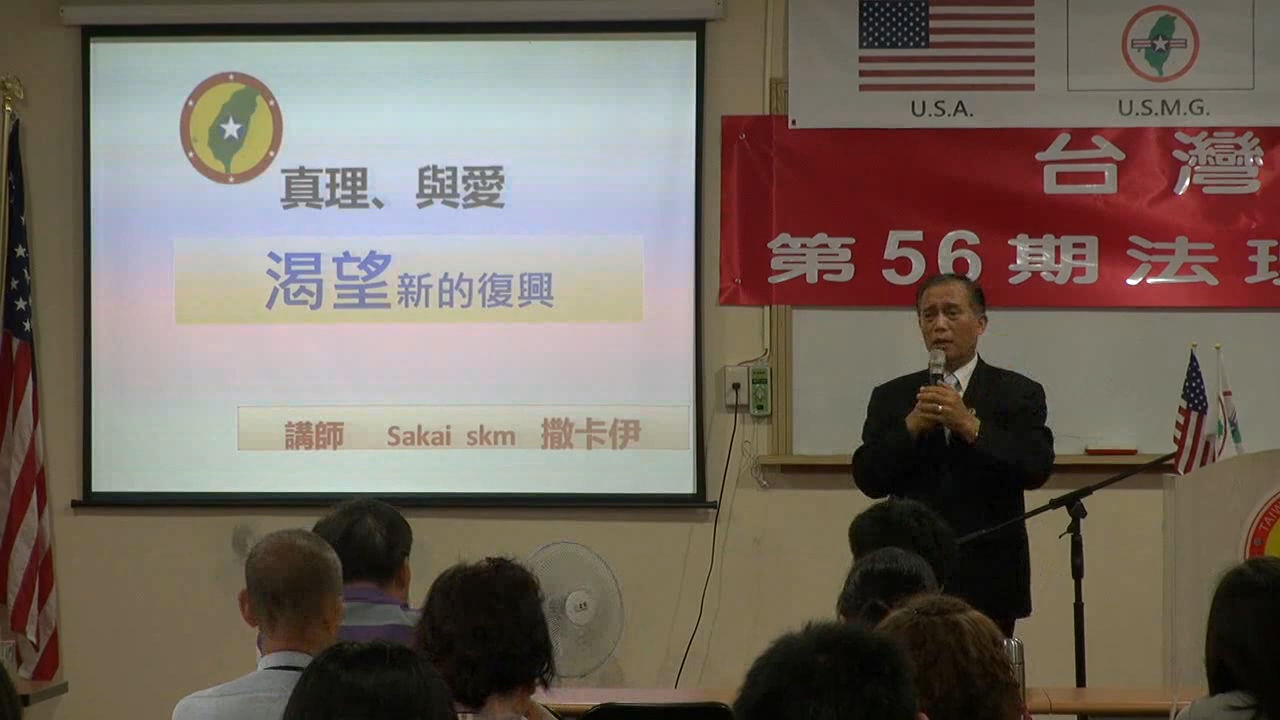 真理、與愛
渴望新的復興
講師 Sakai skm 撒卡伊
U.S.A.
U.S.M.G.
台灣
第56期法理